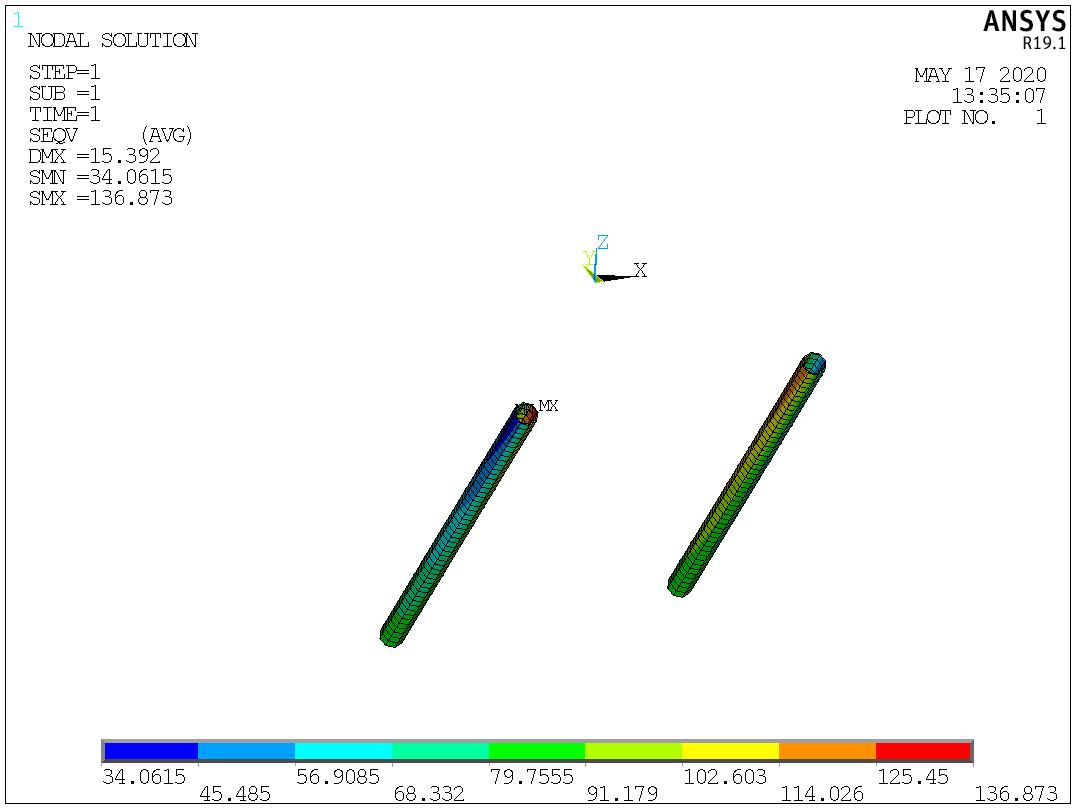 1
ANSYS
R19.1
NODAL SOLUTION
STEP=1
SUB =1
TIME=1
SEQV (AVG)
DMX =15.392
SMN =34.0615
SMX =136.873
MAY 17 2020
13:35:07
PLOT NO. 1
Z
Y
X
MN MX
34.0615 56.9085 79.7555 102.603 125.45
45.485 68.332 91.179 114.026 136.873